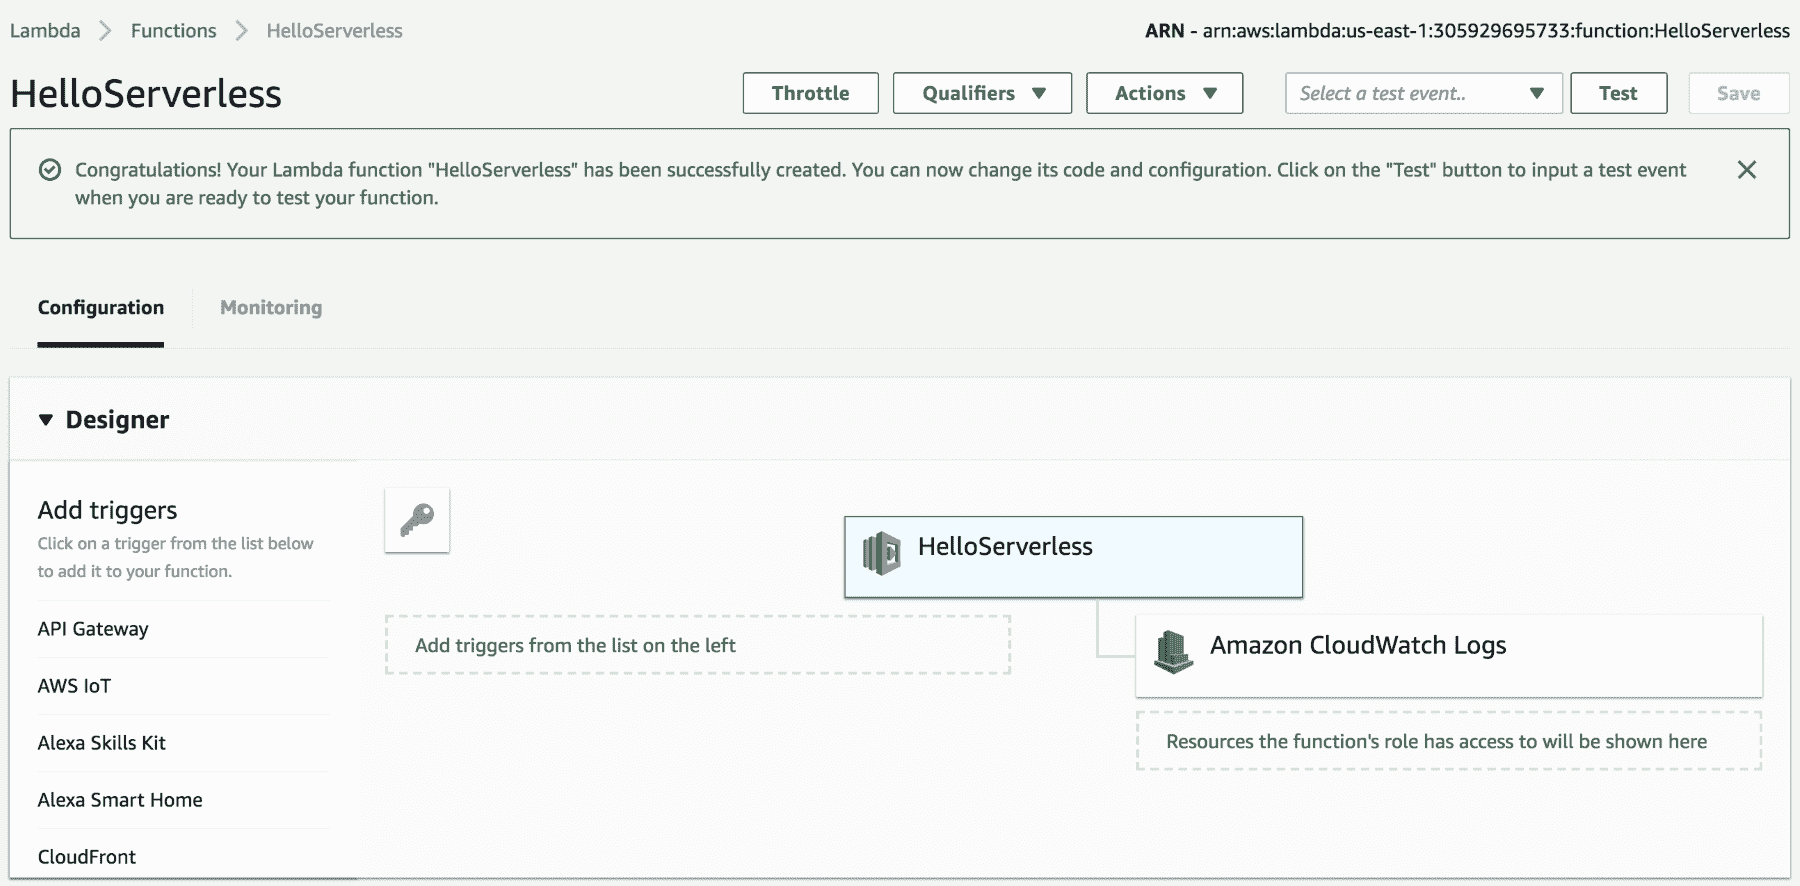 Lambda Functions HelloServerless
ARN - arn:aws:lambda:us-east-1:305929695733:function:HelloServerless
HelloServerless
Throttle Qualifiers Actions Select a test event.. Test Save
Congratulations! Your Lambda function "HelloServerless" has been successfully created. You can now change its code and configuration. Click on the "Test" button to input a test event
when you are ready to test your function.
Configuration Monitoring
Designer
Add triggers
Click on a trigger from the list below
to add it to your function.
API Gateway
AWS IoT
Alexa Skills Kit
Alexa Smart Home
CloudFront
HelloServerless
Add triggers from the list on the left
Amazon CloudWatch Logs
Resources the function's role has access to will be shown here